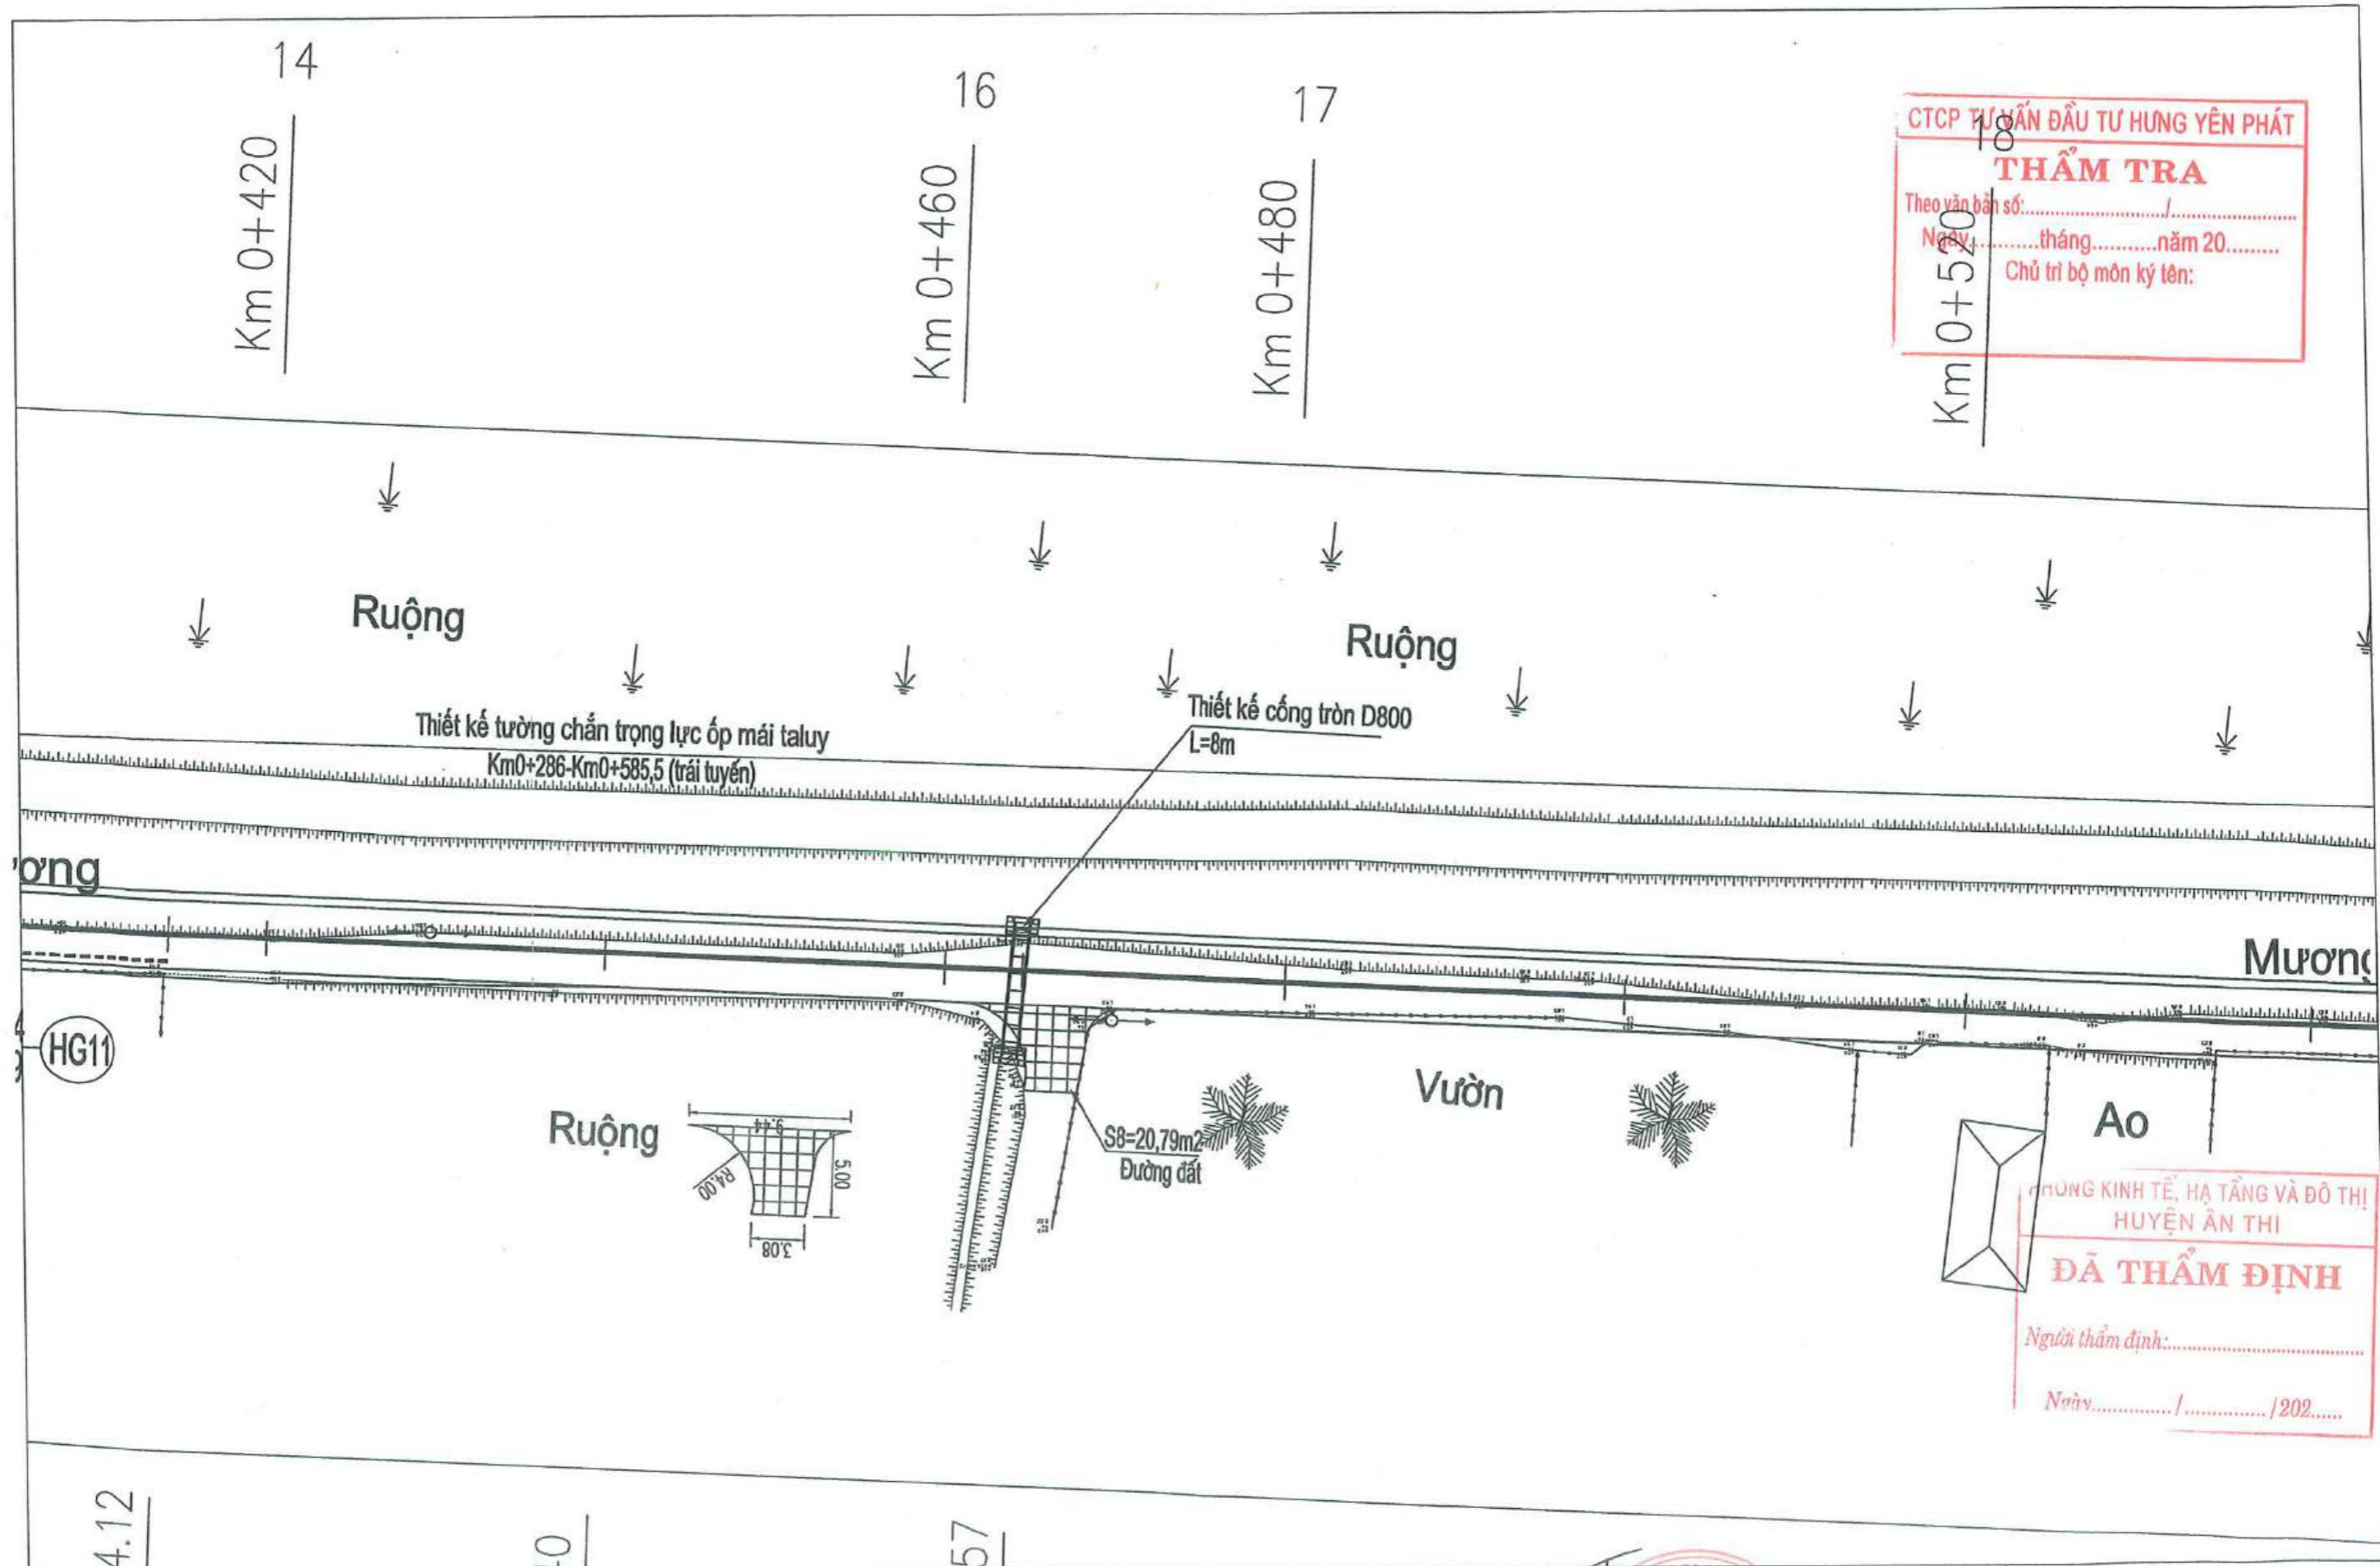 14
16
17
18
Km 0+420
Km 0+460
Km 0+480
Km 0+520
CTCP TƯ VẤN ĐẦU TƯ HƯNG YÊN PHÁT
THẨM TRA
Theo văn bản số:............/............
Ngày...........tháng...........năm 20.........
Chủ trì bộ môn ký tên:
Ruộng
Ruộng
Thiết kế tường chắn trọng lực ốp mái taluy
Km0+286-Km0+585,5 (trái tuyến)
Thiết kế cống tròn D800
L=8m
ương
Mương
HG11
Ruộng
9.44
R4.00
5.00
3.08
S8=20,79m2
Đường đất
Vườn
Ao
PHÒNG KINH TẾ, HẠ TẦNG VÀ ĐÔ THỊ
HUYỆN ÂN THI
ĐÃ THẨM ĐỊNH
Người thẩm định:............
Ngày............/............/202......
4.12
40
57